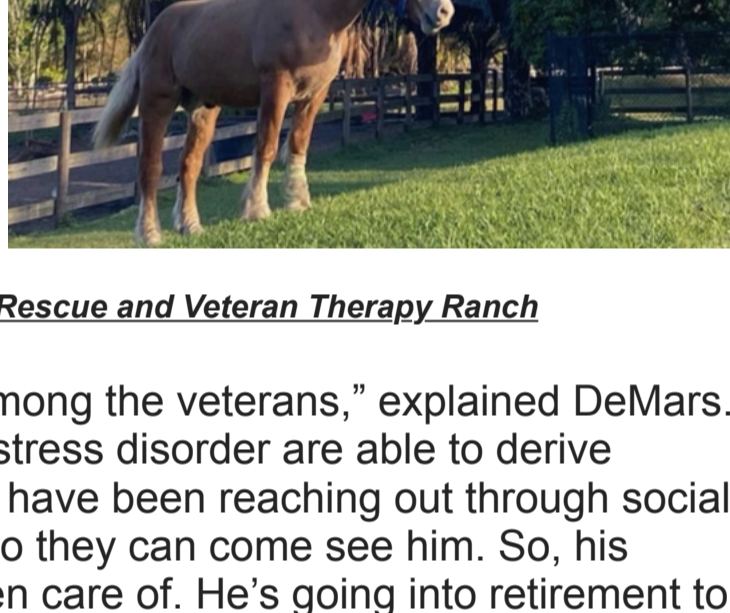 Rescue and Veteran Therapy Ranch
mong the veterans,” explained DeMars.
stress disorder are able to derive
have been reaching out through social
o they can come see him. So, his
en care of. He’s going into retirement to